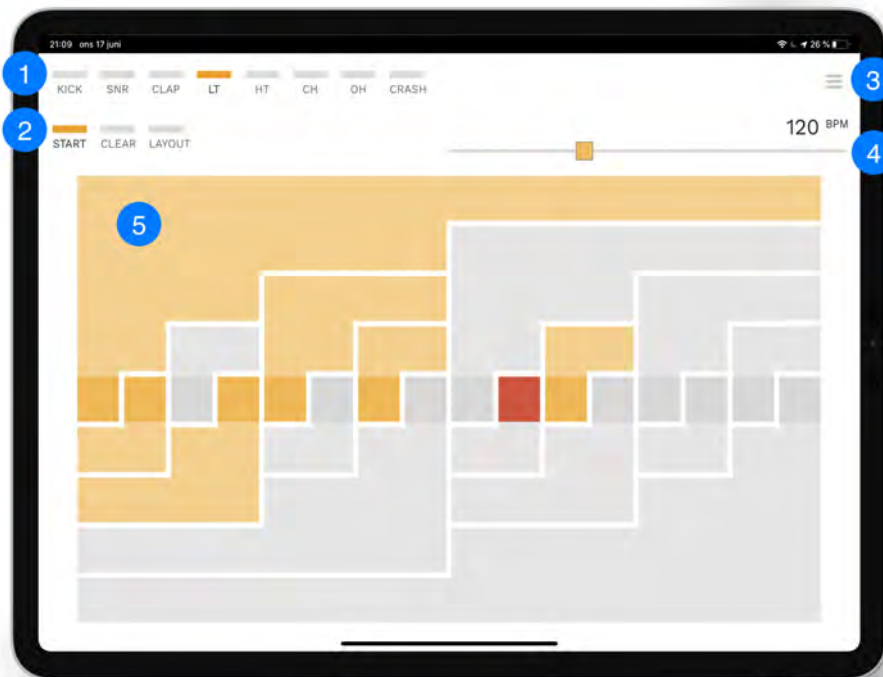 21:09 ons 17 juni
26 %
1
KICK SNR CLAP LT HT CH OH CRASH
3
2
START CLEAR LAYOUT
120 BPM
4
5